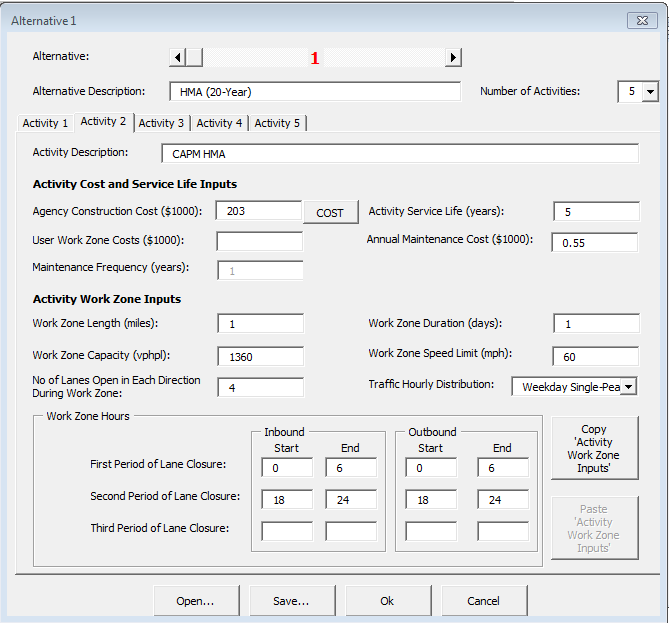 Alternative 1
Alternative:
1
Alternative Description:
HMA (20-Year)
Number of Activities:
5
Activity 1 Activity 2 Activity 3 Activity 4 Activity 5
Activity Description:
CAPM HMA
Activity Cost and Service Life Inputs
Agency Construction Cost ($1000):
203
COST
Activity Service Life (years):
5
User Work Zone Costs ($1000):
Annual Maintenance Cost ($1000):
0.55
Maintenance Frequency (years):
1
Activity Work Zone Inputs
Work Zone Length (miles):
1
Work Zone Duration (days):
1
Work Zone Capacity (vphpl):
1360
Work Zone Speed Limit (mph):
60
No of Lanes Open in Each Direction
During Work Zone:
4
Traffic Hourly Distribution:
Weekday Single-Pea
Work Zone Hours
Inbound
Outbound
Start End Start End
First Period of Lane Closure: 0 6 0 6
Second Period of Lane Closure: 18 24 18 24
Third Period of Lane Closure:
Copy
'Activity
Work Zone
Inputs'
Paste
'Activity
Work Zone
Inputs'
Open... Save... Ok Cancel